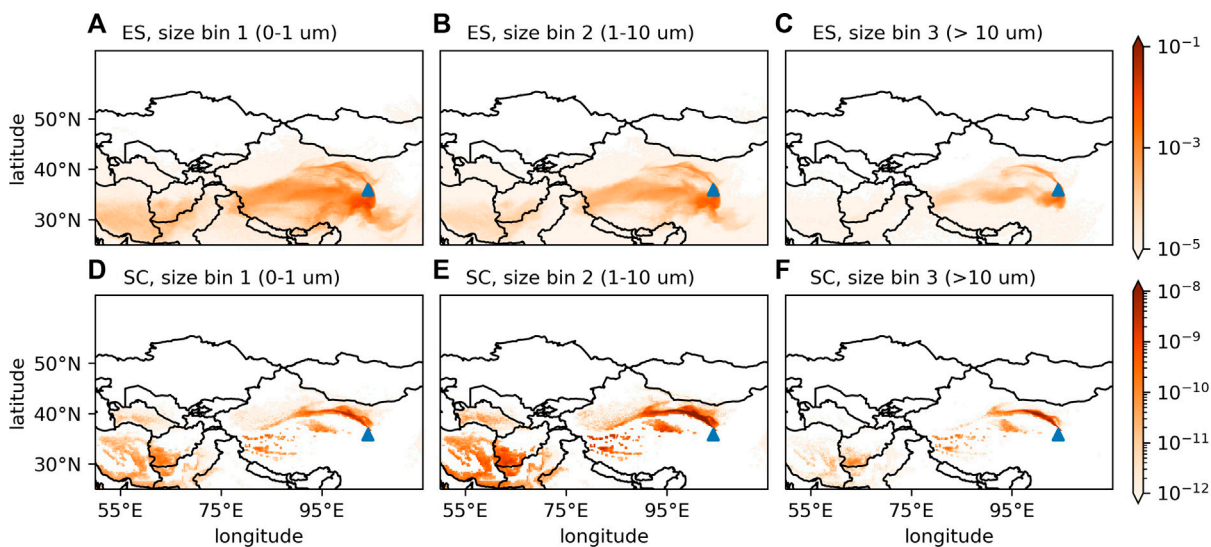 A ES, size bin 1 (0-1 um)
B ES, size bin 2 (1-10 um)
C ES, size bin 3 (> 10 um)
10⁻¹
10⁻³
10⁻⁵
latitude
50°N
40°N
30°N
D SC, size bin 1 (0-1 um)
E SC, size bin 2 (1-10 um)
F SC, size bin 3 (>10 um)
10⁻⁸
10⁻⁹
10⁻¹⁰
10⁻¹¹
10⁻¹²
latitude
50°N
40°N
30°N
55°E 75°E 95°E
55°E 75°E 95°E
55°E 75°E 95°E
longitude
longitude
longitude